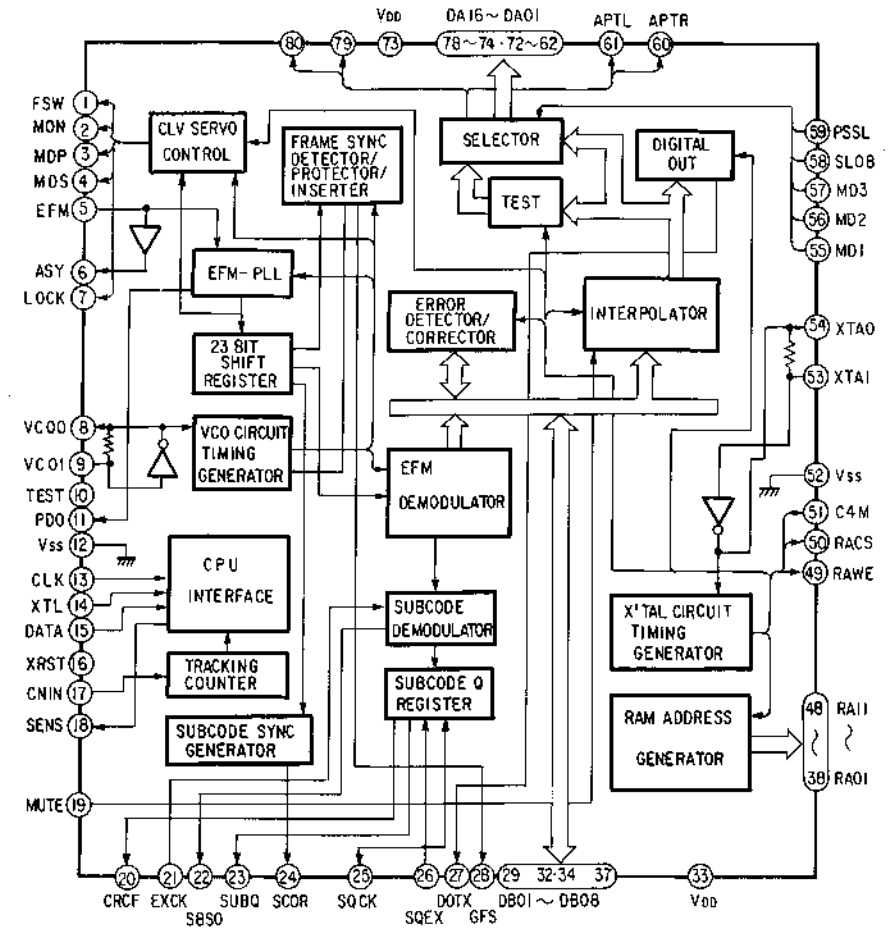 VDD DA16~DA01 APTL APTR
80 79 73 78~74·72~62 61 60
FSW 1
MON 2
MDP 3
MDS 4
EFM 5
ASY 6
LOCK 7
VCO0 8
VCO1 9
TEST 10
PDO 11
Vss 12
CLK 13
XTL 14
DATA 15
XRST 16
CNIN 17
SENS 18
MUTE 19
CLV SERVO
CONTROL
FRAME SYNC
DETECTOR/
PROTECTOR/
INSERTER
SELECTOR
TEST
DIGITAL
OUT
EFM-PLL
ERROR
DETECTOR/
CORRECTOR
INTERPOLATOR
23 BIT
SHIFT
REGISTER
VCO CIRCUIT
TIMING
GENERATOR
EFM
DEMODULATOR
CPU
INTERFACE
SUBCODE
DEMODULATOR
X'TAL CIRCUIT
TIMING
GENERATOR
TRACKING
COUNTER
SUBCODE Q
REGISTER
SUBCODE SYNC
GENERATOR
RAM ADDRESS
GENERATOR
59 PSSL
58 SLOB
57 MD3
56 MD2
55 MD1
54 XTAO
53 XTAI
52 Vss
51 C4M
50 RACS
49 RAWE
48 RA11
~ ~
38 RA01
20 21 22 23 24 25 26 27 28 29 32·34 37 33
CRCF EXCK SBSO SUBQ SCOR SQCK SQEX DOTX GFS DB01~DB08 VDD